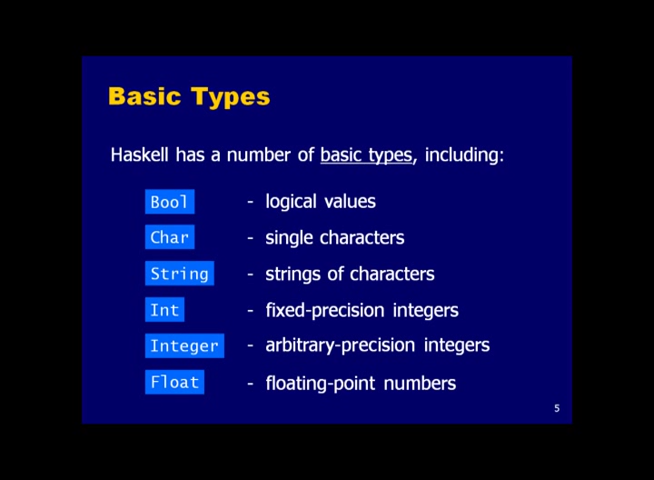 Basic Types
Haskell has a number of basic types, including:
Bool - logical values
Char - single characters
String - strings of characters
Int - fixed-precision integers
Integer - arbitrary-precision integers
Float - floating-point numbers
5